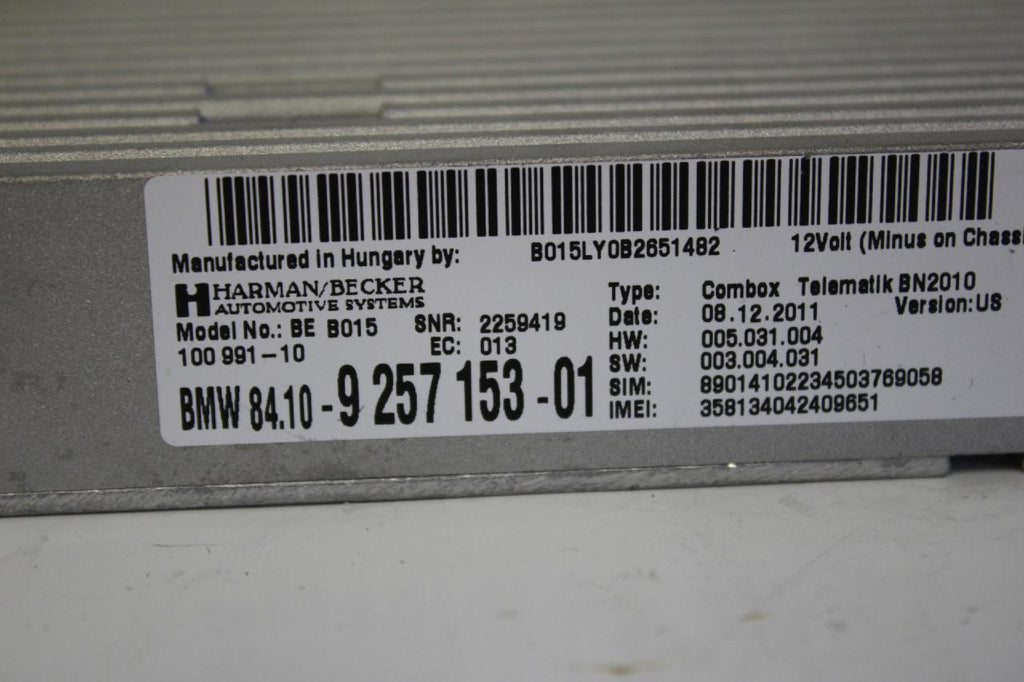 Manufactured in Hungary by: B015LY0B2651482 12Volt (Minus on Chassi
HARMAN/BECKER
AUTOMOTIVE SYSTEMS
Model No.: BE B015 SNR: 2259419
100 991-10 EC: 013
BMW 84.10 - 9 257 153 - 01
Type: Combox Telematik BN2010
Date: 08.12.2011 Version: US
HW: 005.031.004
SW: 003.004.031
SIM: 89014102234503769058
IMEI: 358134042409651